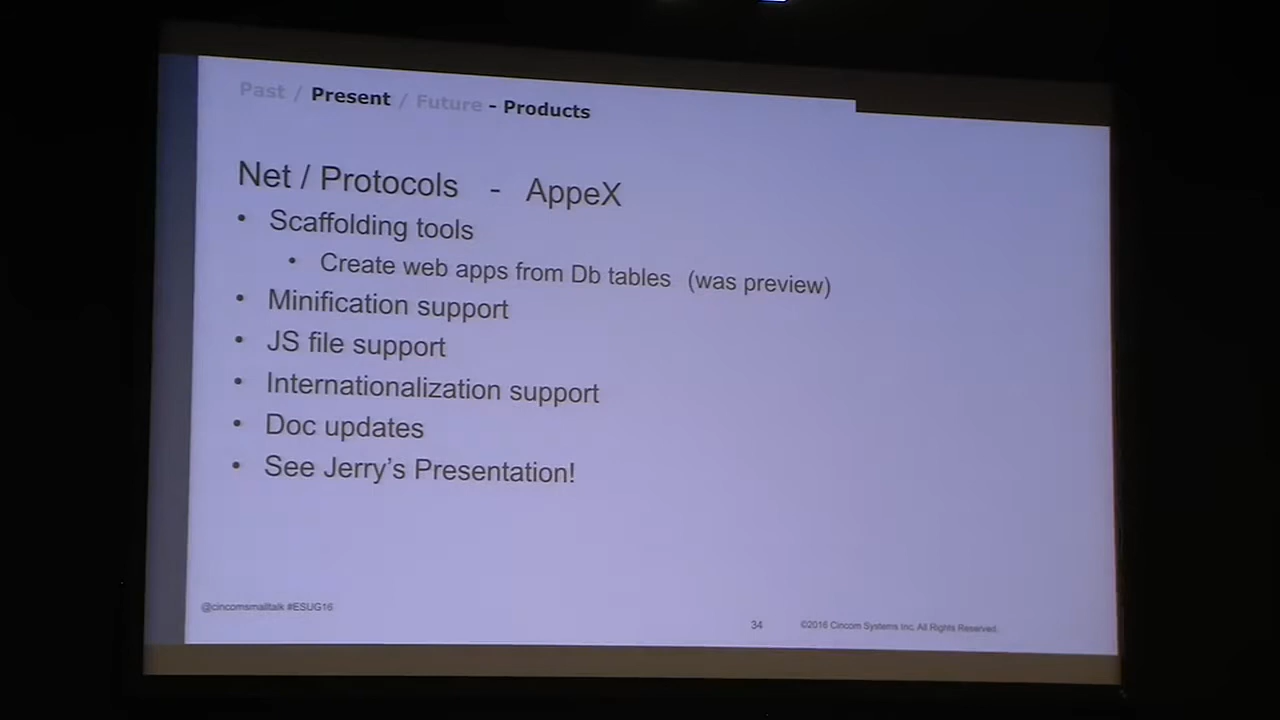 Past / Present / Future - Products
Net / Protocols - AppeX
• Scaffolding tools
• Create web apps from Db tables (was preview)
• Minification support
• JS file support
• Internationalization support
• Doc updates
• See Jerry's Presentation!
@cincomsmalltalk #ESUG16
34 ©2016 Cincom Systems Inc, All Rights Reserved.